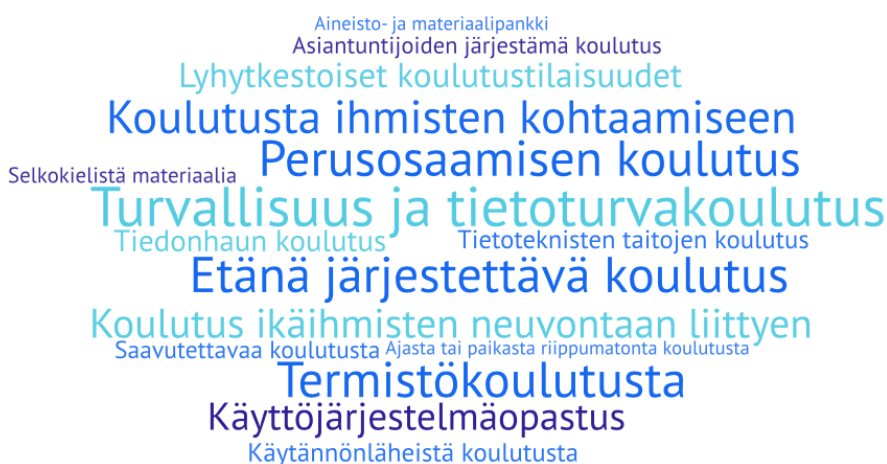 Aineisto- ja materiaalipankki
Asiantuntijoiden järjestämä koulutus
Lyhytkestoiset koulutustilaisuudet
Koulutusta ihmisten kohtaamiseen
Perusosaamisen koulutus
Selkokielistä materiaalia
Turvallisuus ja tietoturvakoulutus
Tiedonhaun koulutus
Tietoteknisten taitojen koulutus
Etänä järjestettävä koulutus
Koulutus ikäihmisten neuvontaan liittyen
Saavutettavaa koulutusta
Ajasta tai paikasta riippumatonta koulutusta
Termistökoulutusta
Käyttöjärjestelmäopastus
Käytännönläheistä koulutusta